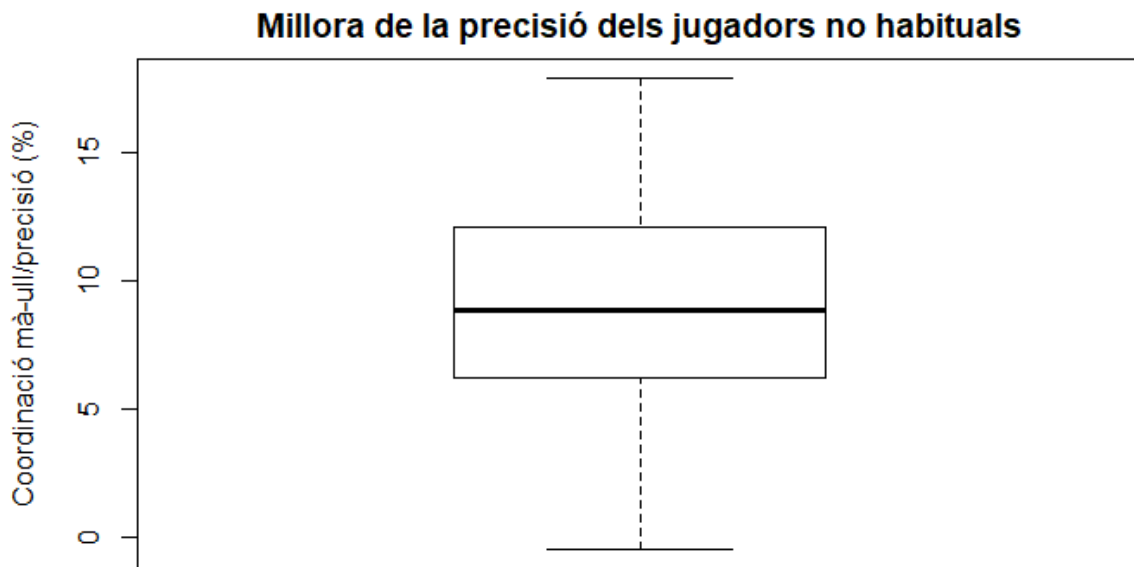 Millora de la precisió dels jugadors no habituals
Coordinació mà-ull/precisió (%)
15
10
5
0